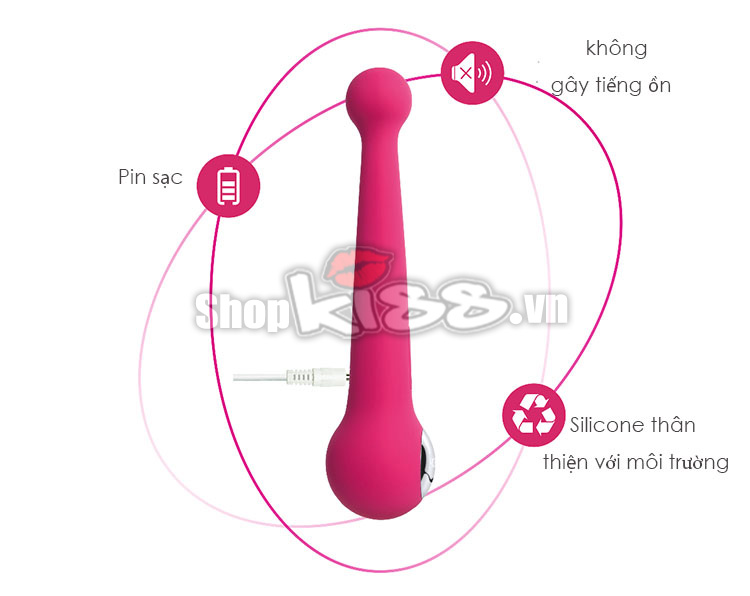 không
gây tiếng ồn
Pin sạc
Shopkiss.vn
Silicone thân
thiện với môi trường